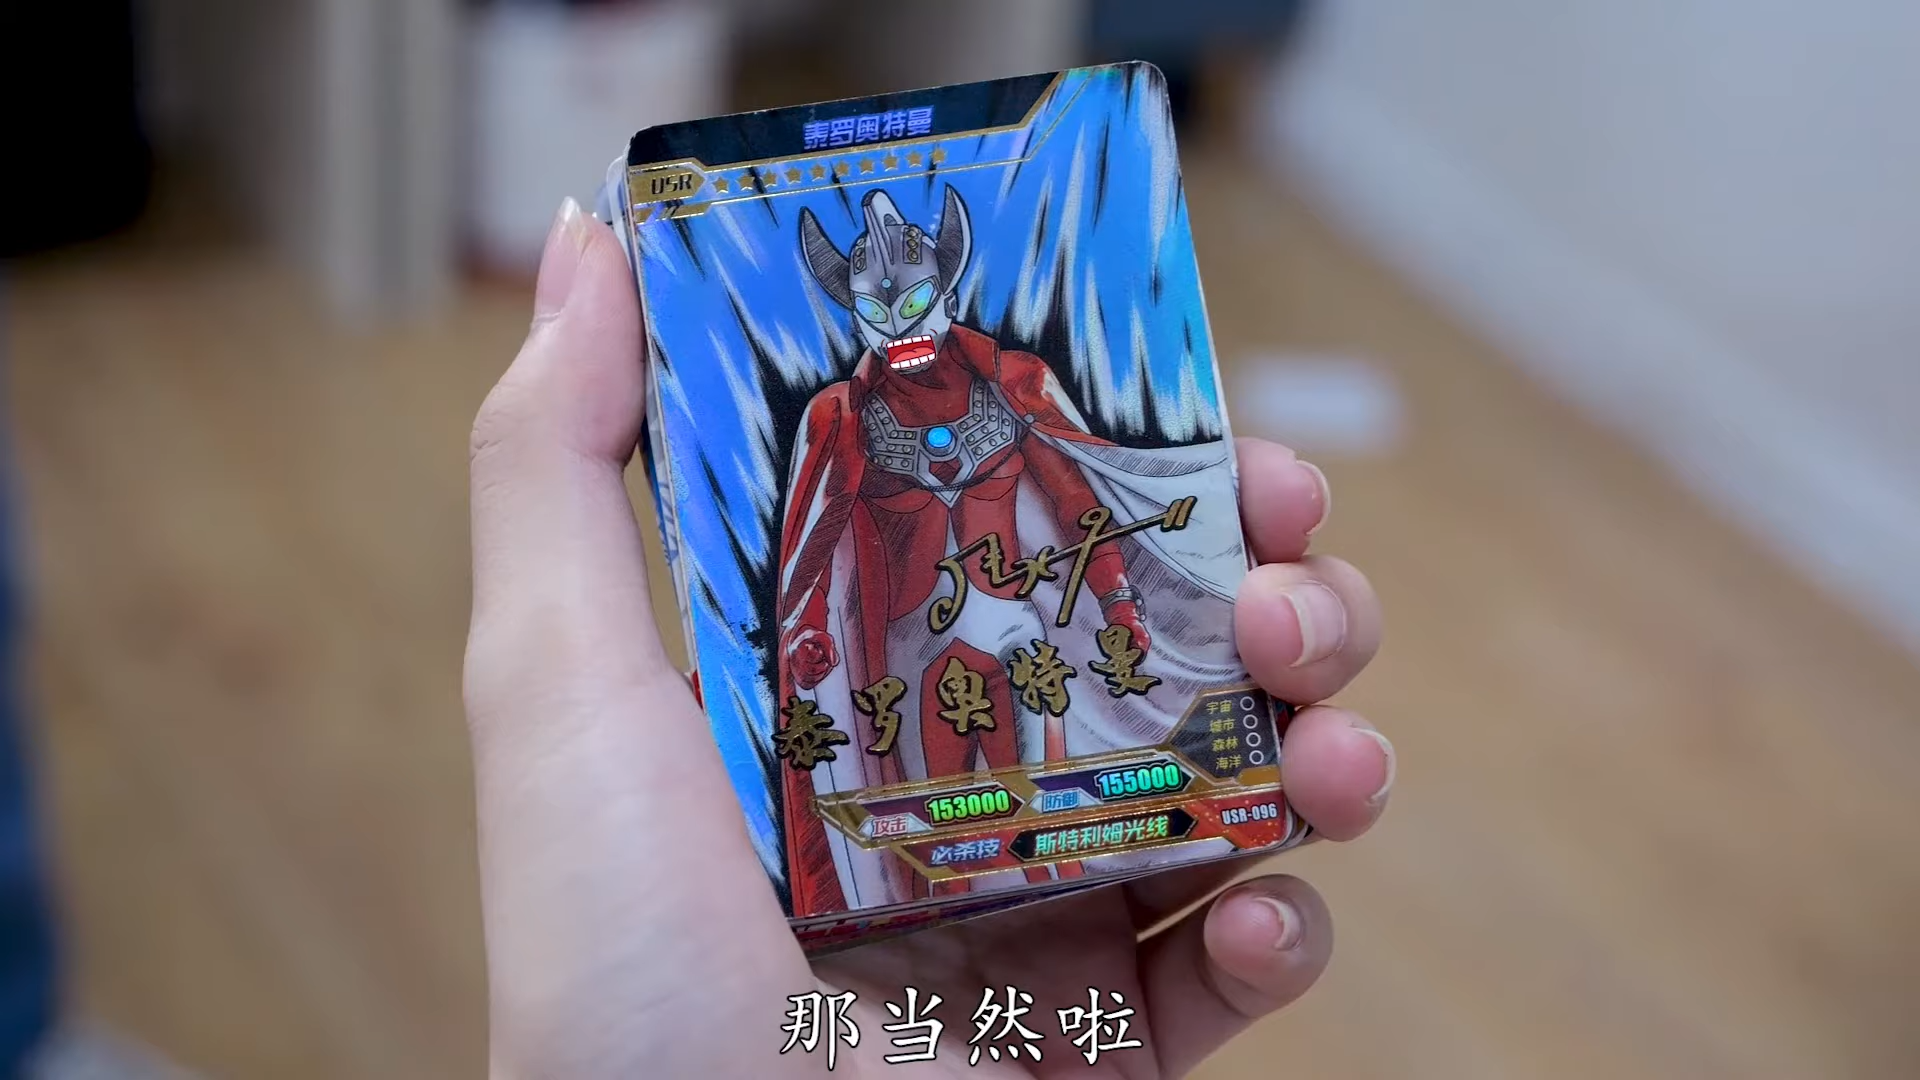 泰罗奥特曼
USR
泰罗奥特曼
宇宙
城市
森林
海洋
攻击 153000 防御 155000
必杀技 斯特利姆光线
USR-096
那当然啦